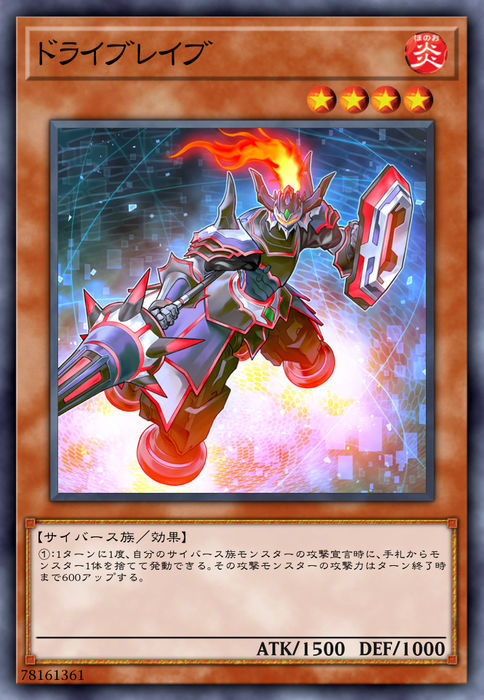 ドライブレイブ
ほのお
炎
【サイバース族／効果】
①:1ターンに1度、自分のサイバース族モンスターの攻撃宣言時に、手札からモ
ンスター1体を捨てて発動できる。その攻撃モンスターの攻撃力はターン終了時
まで600アップする。
ATK/1500 DEF/1000
78161361